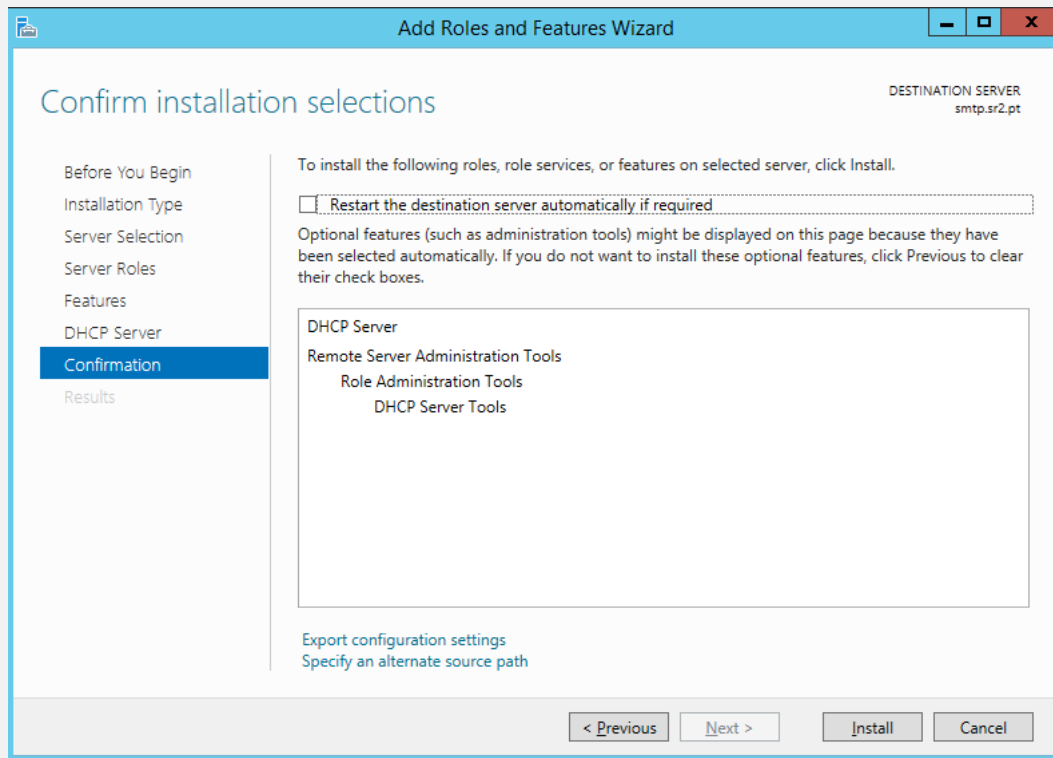 Add Roles and Features Wizard
Confirm installation selections
DESTINATION SERVER
smtp.sr2.pt
Before You Begin
Installation Type
Server Selection
Server Roles
Features
DHCP Server
Confirmation
Results
To install the following roles, role services, or features on selected server, click Install.
Restart the destination server automatically if required
Optional features (such as administration tools) might be displayed on this page because they have
been selected automatically. If you do not want to install these optional features, click Previous to clear
their check boxes.
DHCP Server
Remote Server Administration Tools
Role Administration Tools
DHCP Server Tools
Export configuration settings
Specify an alternate source path
< Previous
Next >
Install
Cancel